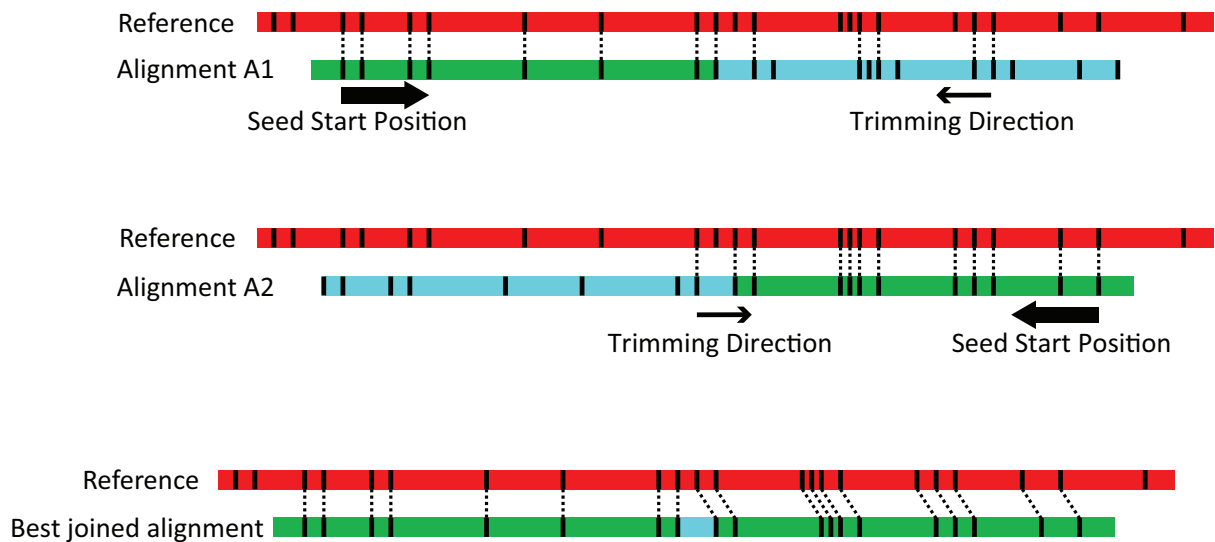 Reference
Alignment A1
Seed Start Position
Trimming Direction
Reference
Alignment A2
Trimming Direction
Seed Start Position
Reference
Best joined alignment